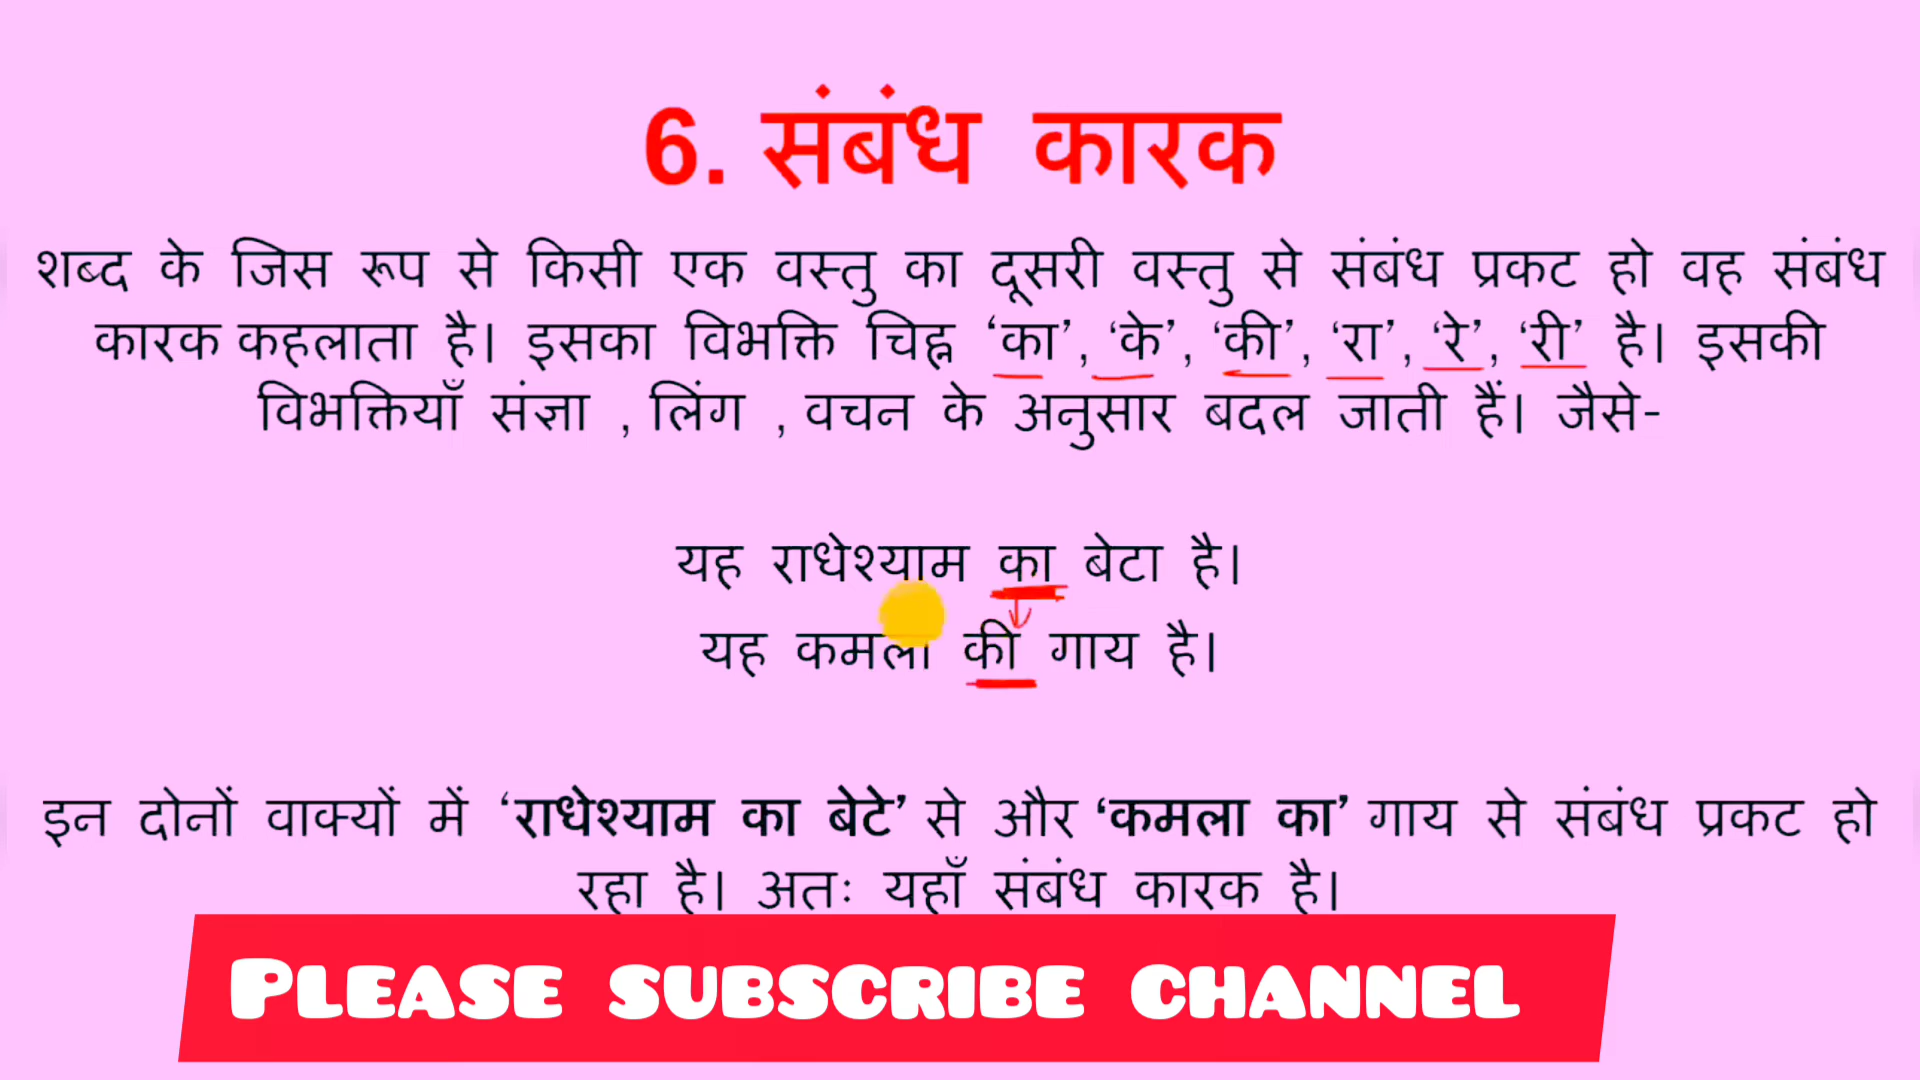 6. संबंध कारक
शब्द के जिस रूप से किसी एक वस्तु का दूसरी वस्तु से संबंध प्रकट हो वह संबंध
कारक कहलाता है। इसका विभक्ति चिह्न ‘का’, ‘के’, ‘की’, ‘रा’, ‘रे’, ‘री’ है। इसकी
विभक्तियाँ संज्ञा , लिंग , वचन के अनुसार बदल जाती हैं। जैसे-
यह राधेश्याम का बेटा है।
यह कमला की गाय है।
इन दोनों वाक्यों में ‘राधेश्याम का बेटे’ से और ‘कमला का’ गाय से संबंध प्रकट हो
रहा है। अतः यहाँ संबंध कारक है।
PLEASE SUBSCRIBE CHANNEL